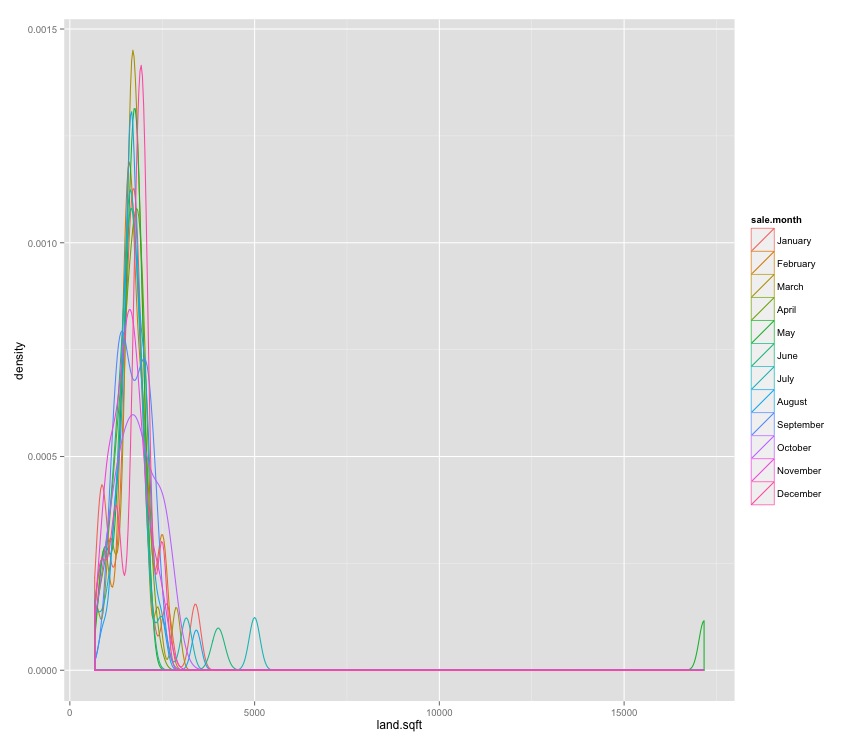 0.0015
0.0010
0.0005
0.0000
density
0
5000
10000
15000
land.sqft
sale.month
January
February
March
April
May
June
July
August
September
October
November
December